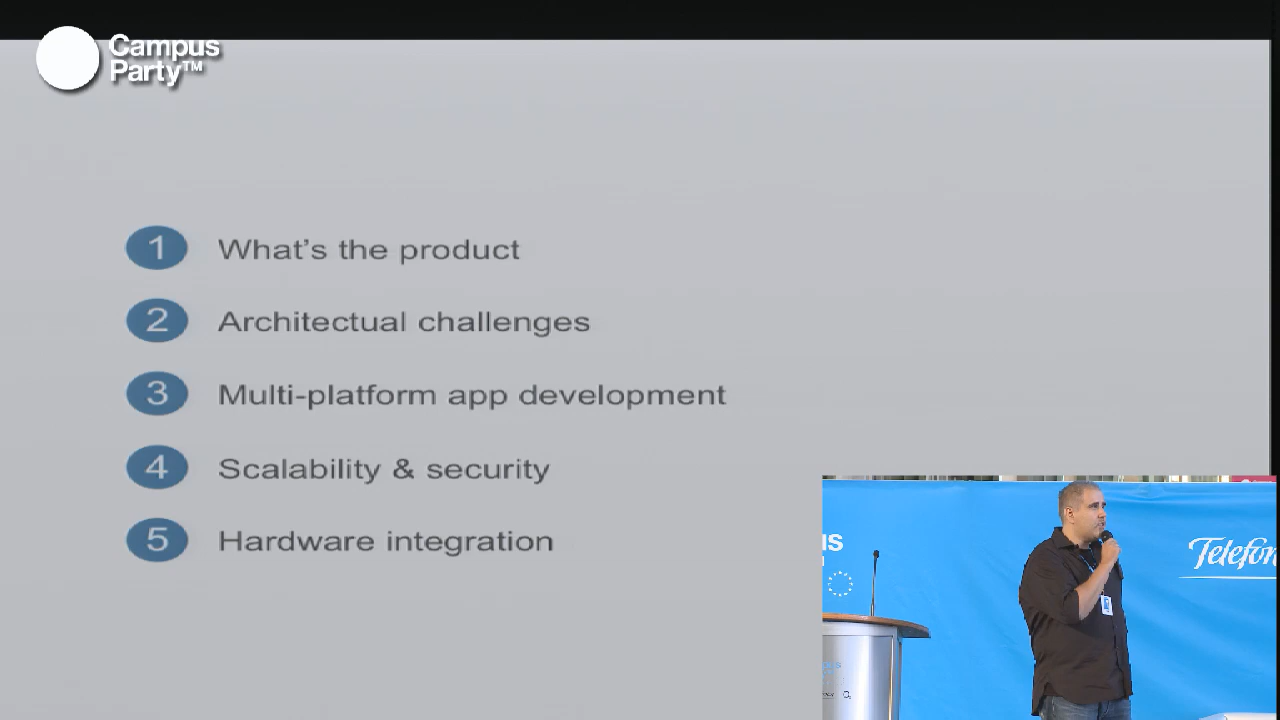 Campus
Party™
1 What's the product
2 Architectual challenges
3 Multi-platform app development
4 Scalability & security
5 Hardware integration
us
Telefon